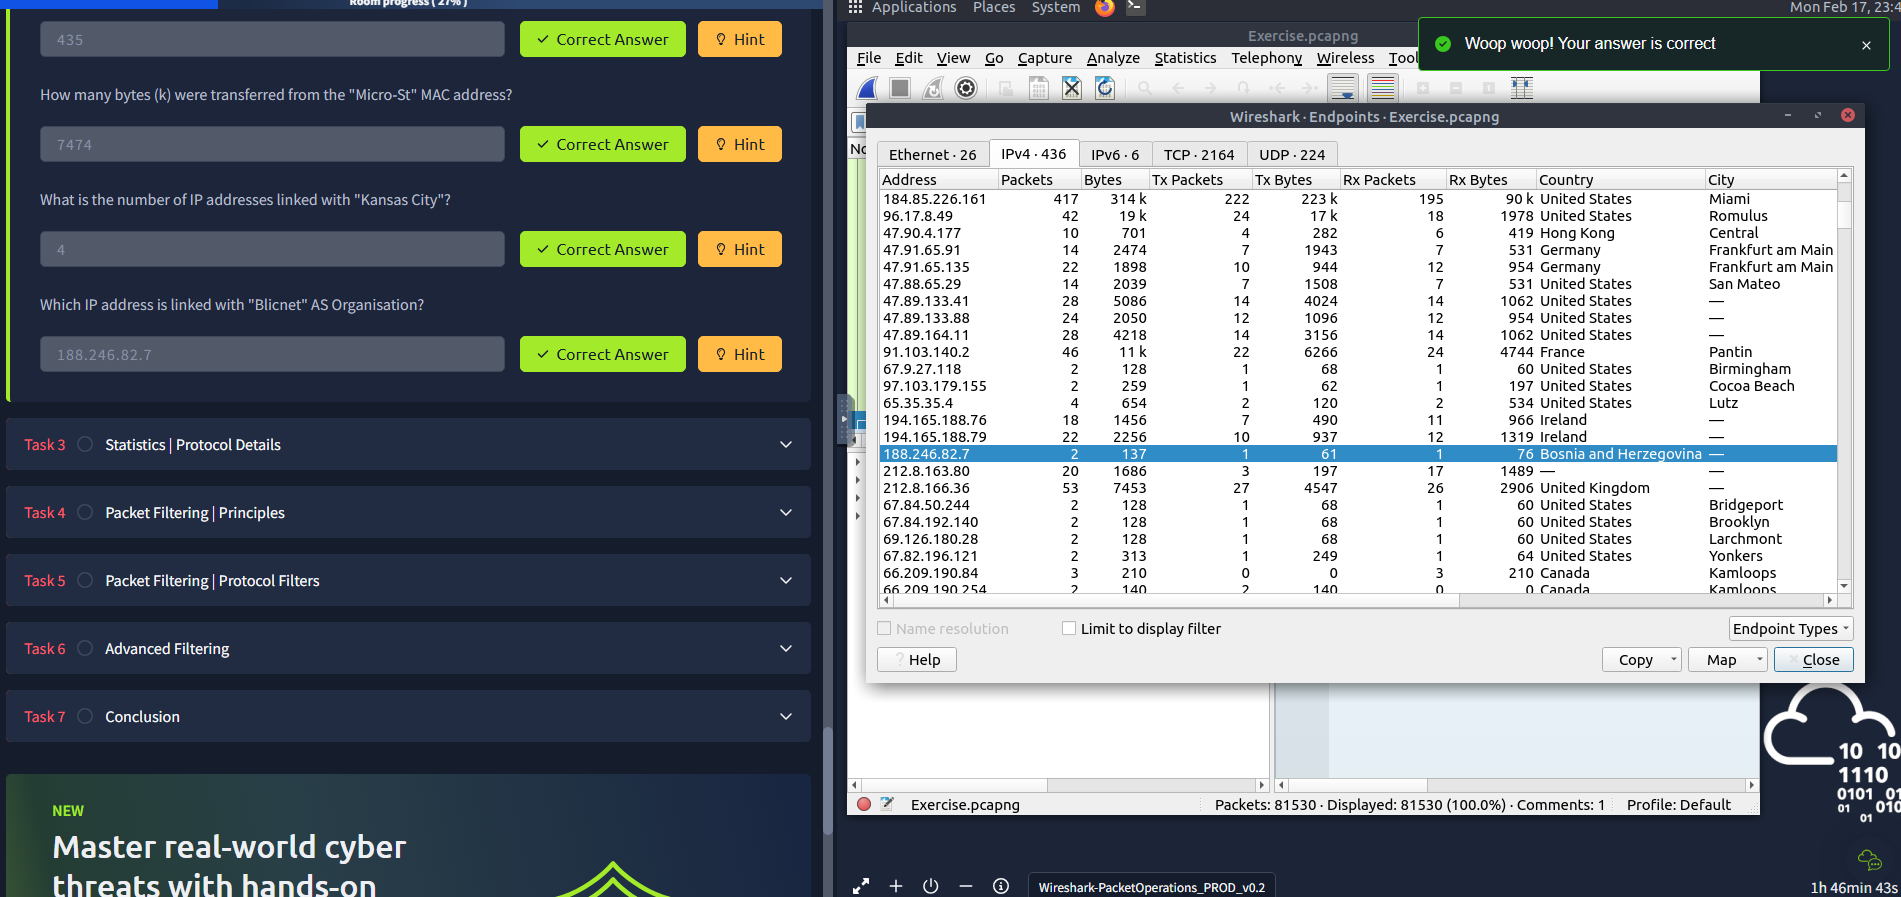 Room progress ( 27% )
435
Correct Answer
Hint
How many bytes (k) were transferred from the "Micro-St" MAC address?
7474
Correct Answer
Hint
What is the number of IP addresses linked with "Kansas City"?
4
Correct Answer
Hint
Which IP address is linked with "Blicnet" AS Organisation?
188.246.82.7
Correct Answer
Hint
Task 3 Statistics | Protocol Details
Task 4 Packet Filtering | Principles
Task 5 Packet Filtering | Protocol Filters
Task 6 Advanced Filtering
Task 7 Conclusion
NEW
Master real-world cyber
threats with hands-on
Applications Places System
Mon Feb 17, 23:4
Exercise.pcapng
Woop woop! Your answer is correct
File Edit View Go Capture Analyze Statistics Telephony Wireless Tool
No
Wireshark · Endpoints · Exercise.pcapng
Ethernet · 26 IPv4 · 436 IPv6 · 6 TCP · 2164 UDP · 224
Address Packets Bytes Tx Packets Tx Bytes Rx Packets Rx Bytes Country City
184.85.226.161 417 314 k 222 223 k 195 90 k United States Miami
96.17.8.49 42 19 k 24 17 k 18 1978 United States Romulus
47.90.4.177 10 701 4 282 6 419 Hong Kong Central
47.91.65.91 14 2474 7 1943 7 531 Germany Frankfurt am Main
47.91.65.135 22 1898 10 944 12 954 Germany Frankfurt am Main
47.88.65.29 14 2039 7 1508 7 531 United States San Mateo
47.89.133.41 28 5086 14 4024 14 1062 United States —
47.89.133.88 24 2050 12 1096 12 954 United States —
47.89.164.11 28 4218 14 3156 14 1062 United States —
91.103.140.2 46 11 k 22 6266 24 4744 France Pantin
67.9.27.118 2 128 1 68 1 60 United States Birmingham
97.103.179.155 2 259 1 62 1 197 United States Cocoa Beach
65.35.35.4 4 654 2 120 2 534 United States Lutz
194.165.188.76 18 1456 7 490 11 966 Ireland —
194.165.188.79 22 2256 10 937 12 1319 Ireland —
188.246.82.7 2 137 1 61 1 76 Bosnia and Herzegovina —
212.8.163.80 20 1686 3 197 17 1489 — —
212.8.166.36 53 7453 27 4547 26 2906 United Kingdom —
67.84.50.244 2 128 1 68 1 60 United States Bridgeport
67.84.192.140 2 128 1 68 1 60 United States Brooklyn
69.126.180.28 2 128 1 68 1 60 United States Larchmont
67.82.196.121 2 313 1 249 1 64 United States Yonkers
66.209.190.84 3 210 0 0 3 210 Canada Kamloops
66.209.190.254 2 140 2 140 0 0 Canada Kamloops
Name resolution Limit to display filter Endpoint Types
Help Copy Map Close
Exercise.pcapng Packets: 81530 · Displayed: 81530 (100.0%) · Comments: 1 Profile: Default
10 10
1110
0101 01
01 010
01
Wireshark-PacketOperations_PROD_v0.2
1h 46min 43s